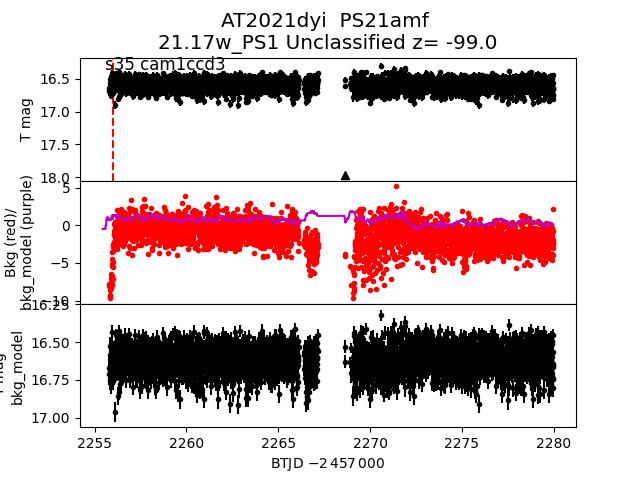 AT2021dyi  PS21amf
21.17w_PS1 Unclassified z= -99.0
s35 cam1ccd3
T mag
16.5
17.0
17.5
18.0
Bkg (red)/
bkg_model (purple)
5
0
−5
−10
bkg_model
16.25
16.50
16.75
17.00
2255
2260
2265
2270
2275
2280
BTJD −2 457 000